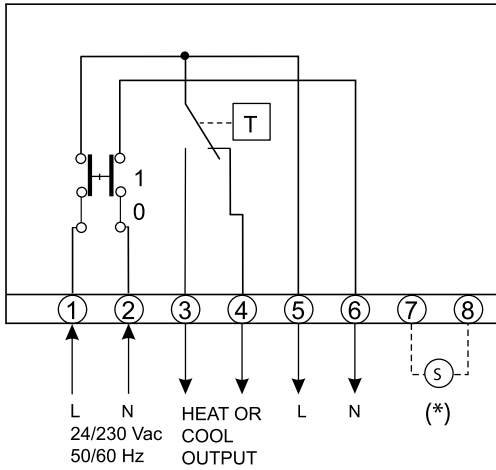 T
1
0
1 2 3 4 5 6 7 8
S
L N HEAT OR L N (*)
24/230 Vac COOL
50/60 Hz OUTPUT